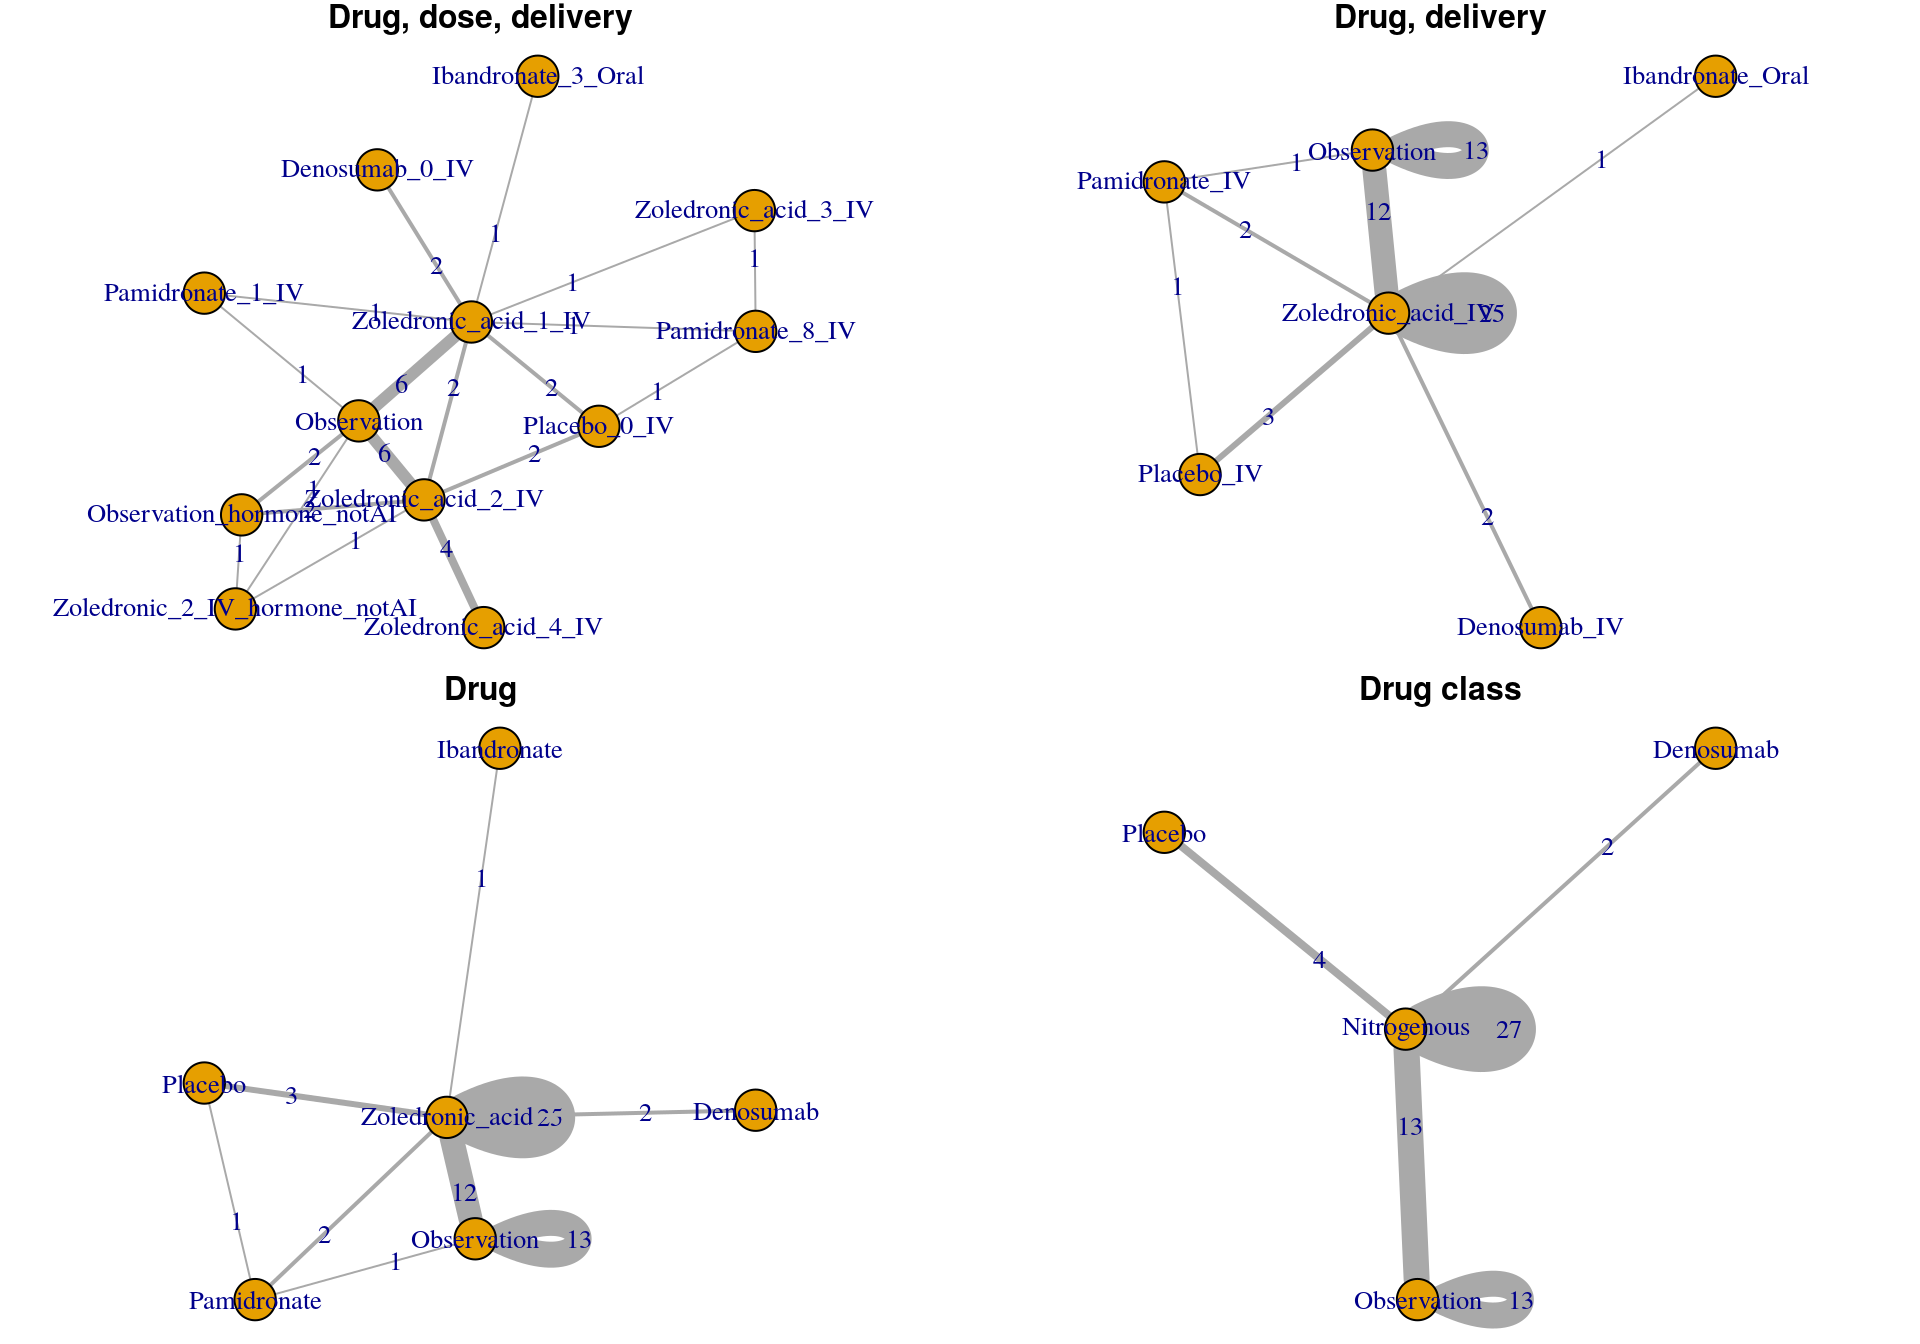 Drug, dose, delivery
Ibandronate_3_Oral
Denosumab_0_IV
Zoledronic_acid_3_IV
1
2
1
1
Pamidronate_1_IV
1
Zoledronic_acid_1_IV
1
Pamidronate_8_IV
1
6
2
2
1
Observation
Placebo_0_IV
2
6
2
1
Zoledronic_acid_2_IV
2
Observation_hormone_notAI
1
1
4
Zoledronic_2_IV_hormone_notAI
Zoledronic_acid_4_IV
Drug, delivery
Ibandronate_Oral
Observation
13
1
1
Pamidronate_IV
12
2
1
Zoledronic_acid_IV
25
3
Placebo_IV
2
Denosumab_IV
Drug
Ibandronate
1
Placebo
3
Zoledronic_acid
25
2
Denosumab
12
1
2
Observation
13
1
Pamidronate
Drug class
Denosumab
Placebo
2
4
Nitrogenous
27
13
Observation
13